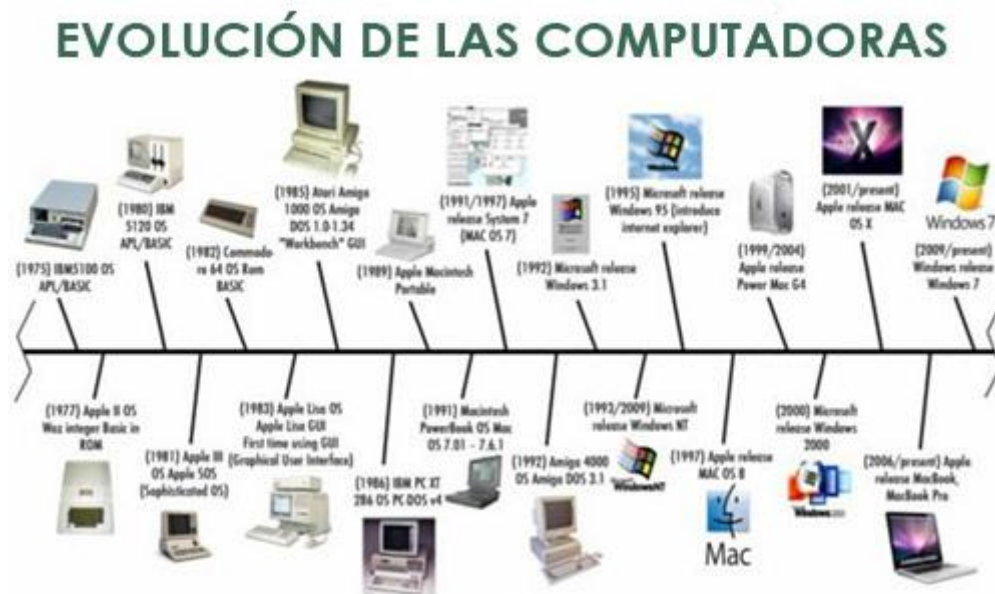 EVOLUCIÓN DE LAS COMPUTADORAS
(1975) IBM5100 OS
APL/BASIC
(1980) IBM
5120 OS
APL/BASIC
(1982) Commodo
re 64 OS Rom
BASIC
(1985) Atari Amiga
1000 OS Amiga
DOS 1.0-1.34
"Workbench" GUI
(1989) Apple Macintosh
Portable
(1991/1997) Apple
release System 7
(MAC OS 7)
(1992) Microsoft release
Windows 3.1
Windows
(1995) Microsoft release
Windows 95 (introduce
internet explorer)
(1999/2004)
Apple release
Power Mac G4
X
(2001/present)
Apple release MAC
OS X
Windows 7
(2009/present)
Windows release
Windows 7
(1977) Apple II OS
Woz integer Basic in
ROM
(1981) Apple III
OS Apple SOS
(Sophisticated OS)
(1983) Apple Lisa OS
Apple Lisa GUI
First time using GUI
(Graphical User Interface)
(1986) IBM PC XT
286 OS PC DOS v4
(1991) Macintosh
PowerBook OS Mac
OS 7.01 - 7.6.1
(1992) Amiga 4000
OS Amiga DOS 3.1
(1993/2009) Microsoft
release Windows NT
WindowsNT
(1997) Apple release
MAC OS 8
Mac
(2000) Microsoft
release Windows
2000
Windows 2000
(2006/present) Apple
release MacBook,
MacBook Pro